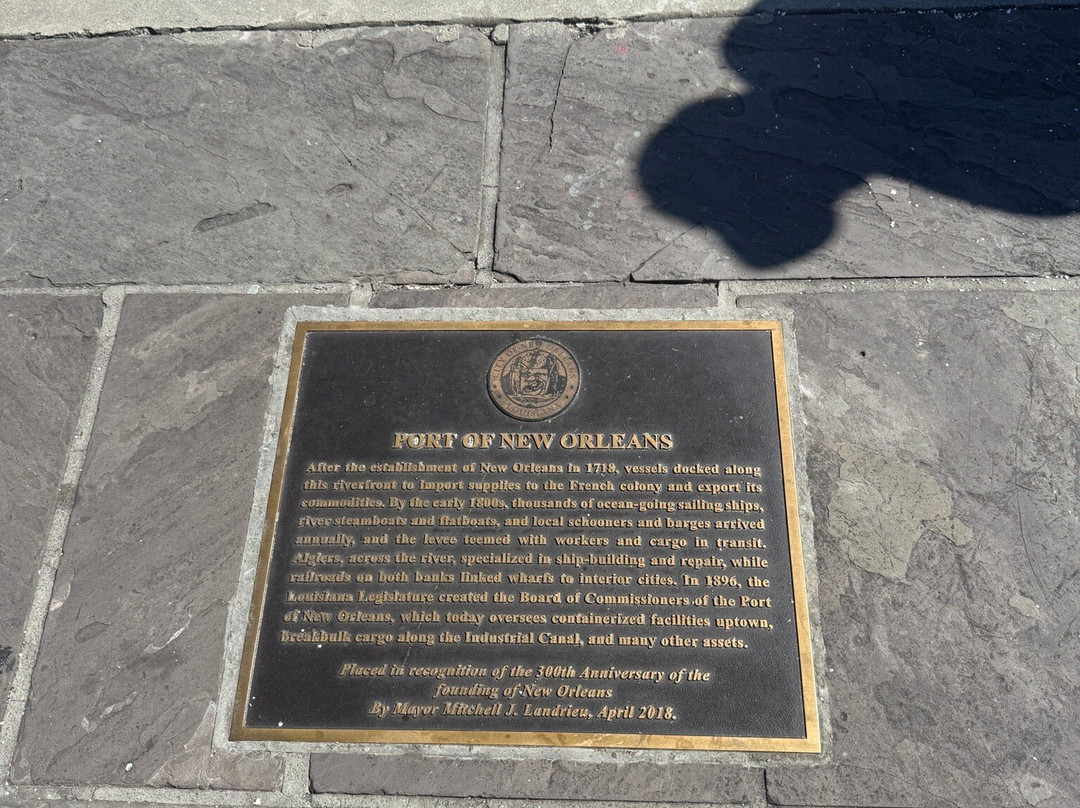 CITY OF NEW ORLEANS
LOUISIANA
PORT OF NEW ORLEANS
After the establishment of New Orleans in 1718, vessels docked along
this riverfront to import supplies to the French colony and export its
commodities. By the early 1800s, thousands of ocean-going sailing ships,
river steamboats and flatboats, and local schooners and barges arrived
annually, and the levee teemed with workers and cargo in transit.
Algiers, across the river, specialized in ship-building and repair, while
railroads on both banks linked wharfs to interior cities. In 1896, the
Louisiana Legislature created the Board of Commissioners of the Port
of New Orleans, which today oversees containerized facilities uptown,
breakbulk cargo along the Industrial Canal, and many other assets.
Placed in recognition of the 300th Anniversary of the
founding of New Orleans
By Mayor Mitchell J. Landrieu, April 2018.